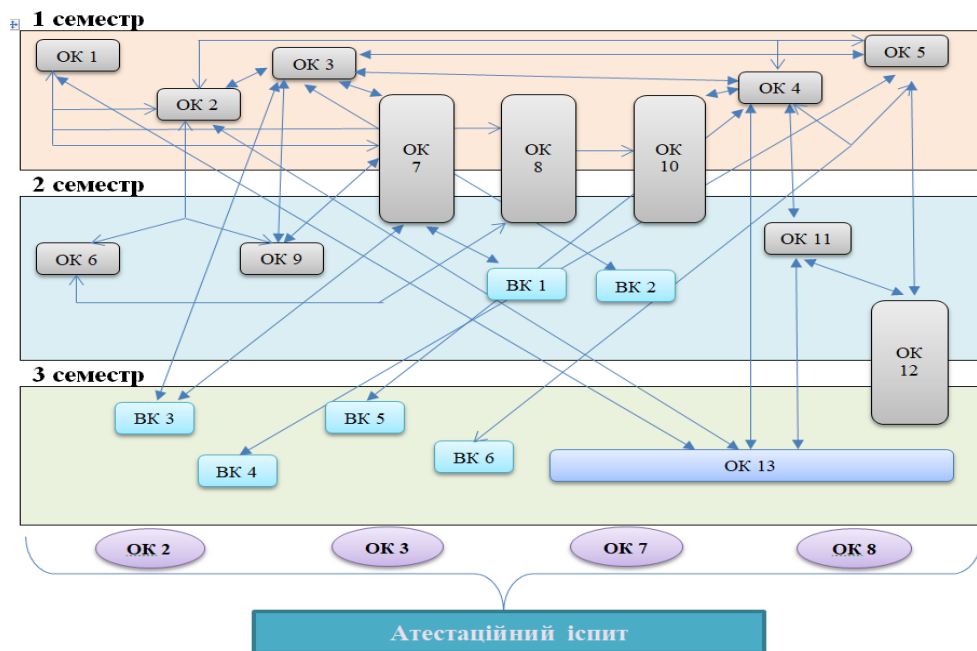 1 семестр
ОК 1
ОК 2
ОК 3
ОК 4
ОК 5
ОК
7
ОК
8
ОК
10
2 семестр
ОК 6
ОК 9
ВК 1
ВК 2
ОК 11
ОК
12
3 семестр
ВК 3
ВК 4
ВК 5
ВК 6
ОК 13
ОК 2
ОК 3
ОК 7
ОК 8
Атестаційний іспит